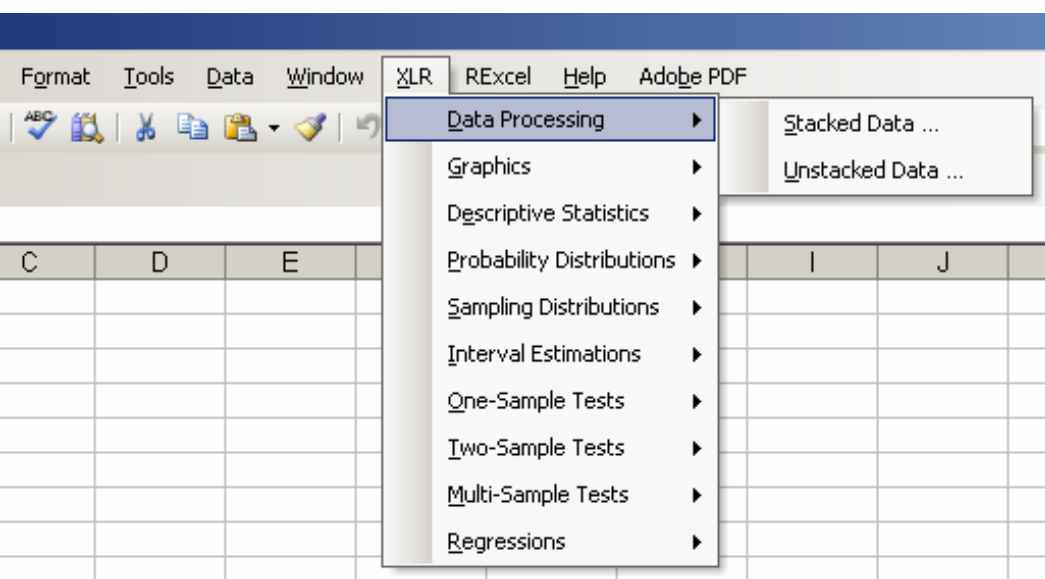 Format Tools Data Window XLR RExcel Help Adobe PDF
ABC
Data Processing
Stacked Data ...
Unstacked Data ...
Graphics
Descriptive Statistics
Probability Distributions
Sampling Distributions
Interval Estimations
One-Sample Tests
Two-Sample Tests
Multi-Sample Tests
Regressions
C D E I J